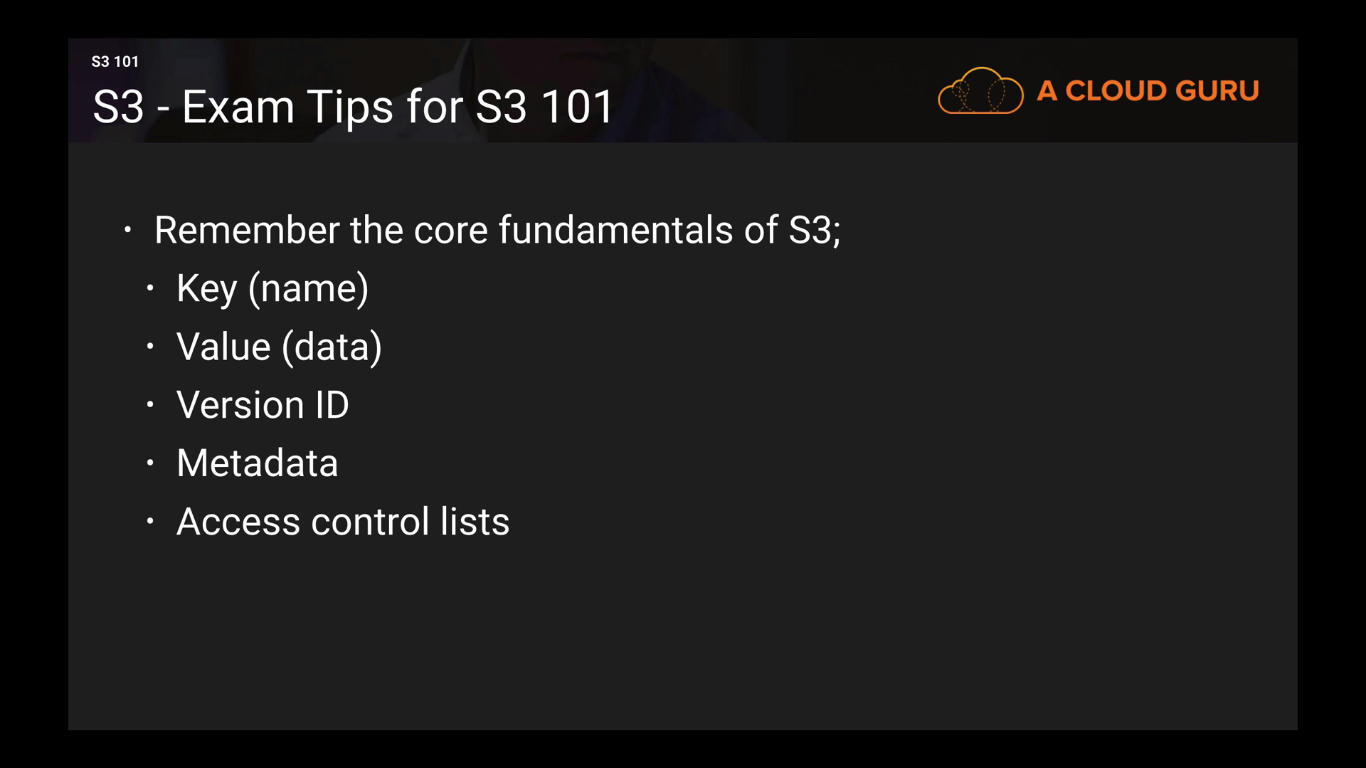 S3 101
S3 - Exam Tips for S3 101
A CLOUD GURU
• Remember the core fundamentals of S3;
• Key (name)
• Value (data)
• Version ID
• Metadata
• Access control lists